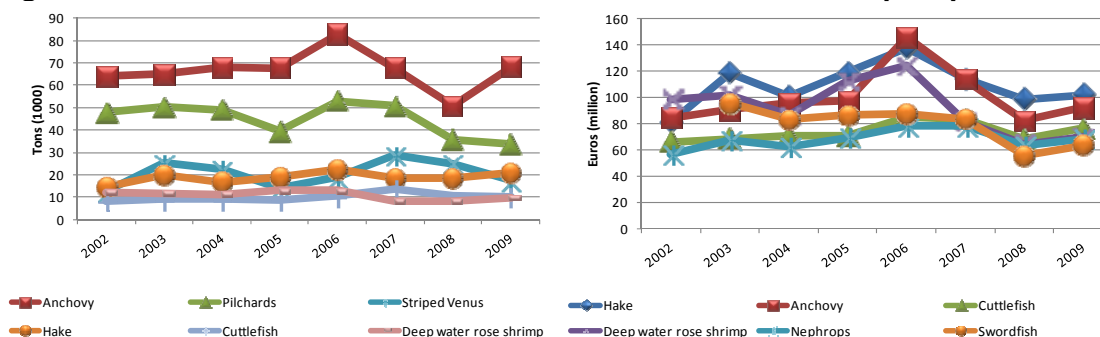 90
80
70
60
50
40
30
20
10
0
Tons (1000)
2002 2003 2004 2005 2006 2007 2008 2009
Anchovy Pilchards Striped Venus
Hake Cuttlefish Deep water rose shrimp
160
140
120
100
80
60
40
20
0
Euros (million)
2002 2003 2004 2005 2006 2007 2008 2009
Hake Anchovy Cuttlefish
Deep water rose shrimp Nephrops Swordfish